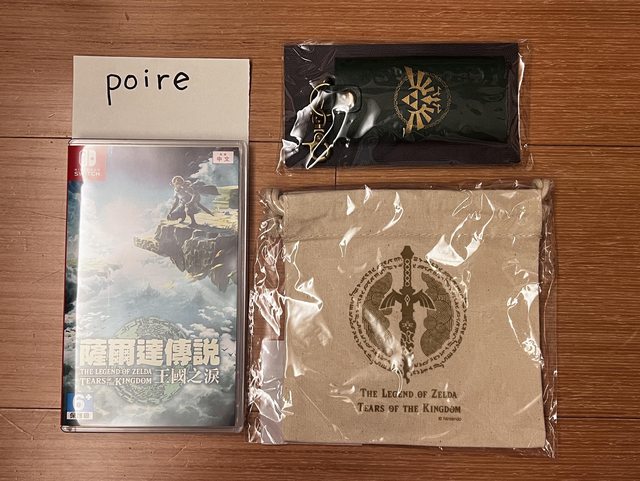 poire
SWITCH
中文
薩爾達傳說
THE LEGEND OF ZELDA
TEARS OF THE KINGDOM
王國之淚
6+
保護級
THE LEGEND OF ZELDA
TEARS OF THE KINGDOM
© Nintendo